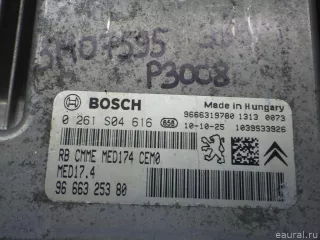 P3008
BOSCH
Made in Hungary
0 261 S04 616 856
9666319780 1313 0073
10-10-25 1039S33926
RB CMME MED174 CEM0
MED17.4
96 663 253 80
© eaural.ru